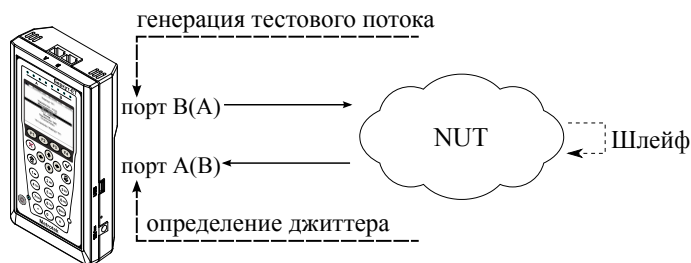 генерация тестового потока
порт B(A)
NUT
Шлейф
порт A(B)
определение джиттера